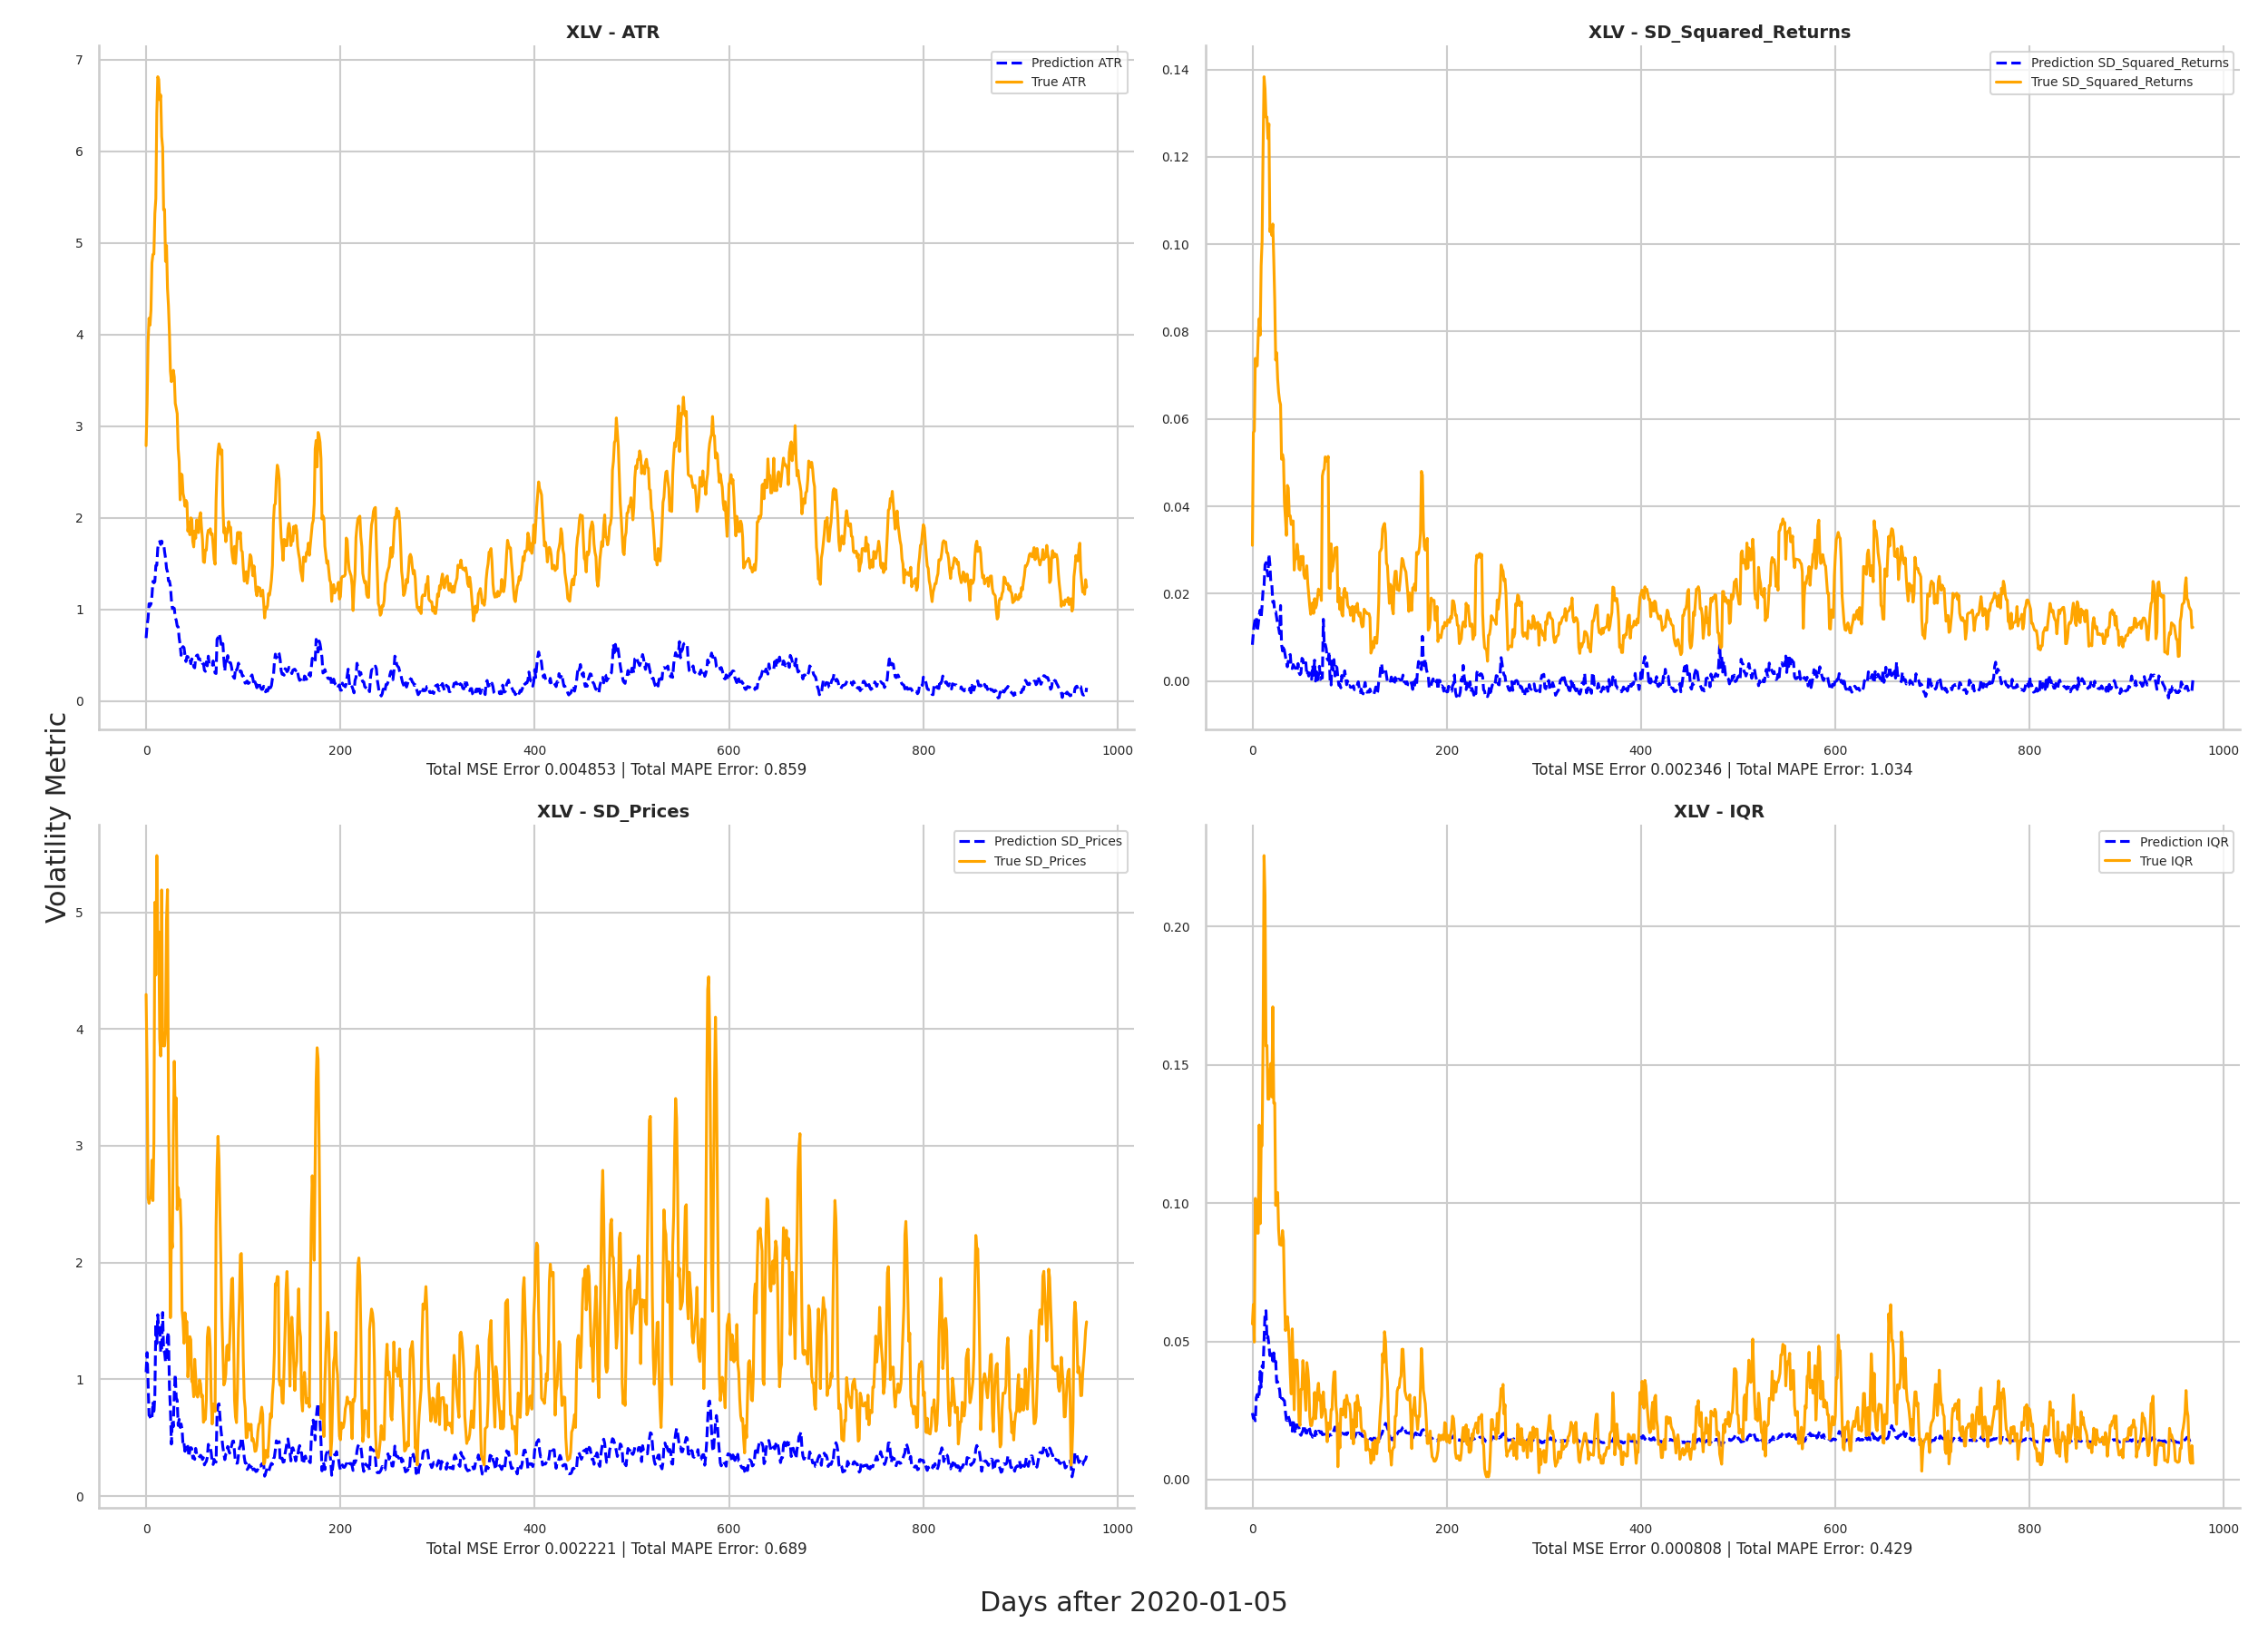 XLV - ATR
Prediction ATR
True ATR
7
6
5
4
3
2
1
0
0 200 400 600 800 1000
Total MSE Error 0.004853 | Total MAPE Error: 0.859
XLV - SD_Squared_Returns
Prediction SD_Squared_Returns
True SD_Squared_Returns
0.14
0.12
0.10
0.08
0.06
0.04
0.02
0.00
0 200 400 600 800 1000
Total MSE Error 0.002346 | Total MAPE Error: 1.034
Volatility Metric
XLV - SD_Prices
Prediction SD_Prices
True SD_Prices
5
4
3
2
1
0
0 200 400 600 800 1000
Total MSE Error 0.002221 | Total MAPE Error: 0.689
XLV - IQR
Prediction IQR
True IQR
0.20
0.15
0.10
0.05
0.00
0 200 400 600 800 1000
Total MSE Error 0.000808 | Total MAPE Error: 0.429
Days after 2020-01-05